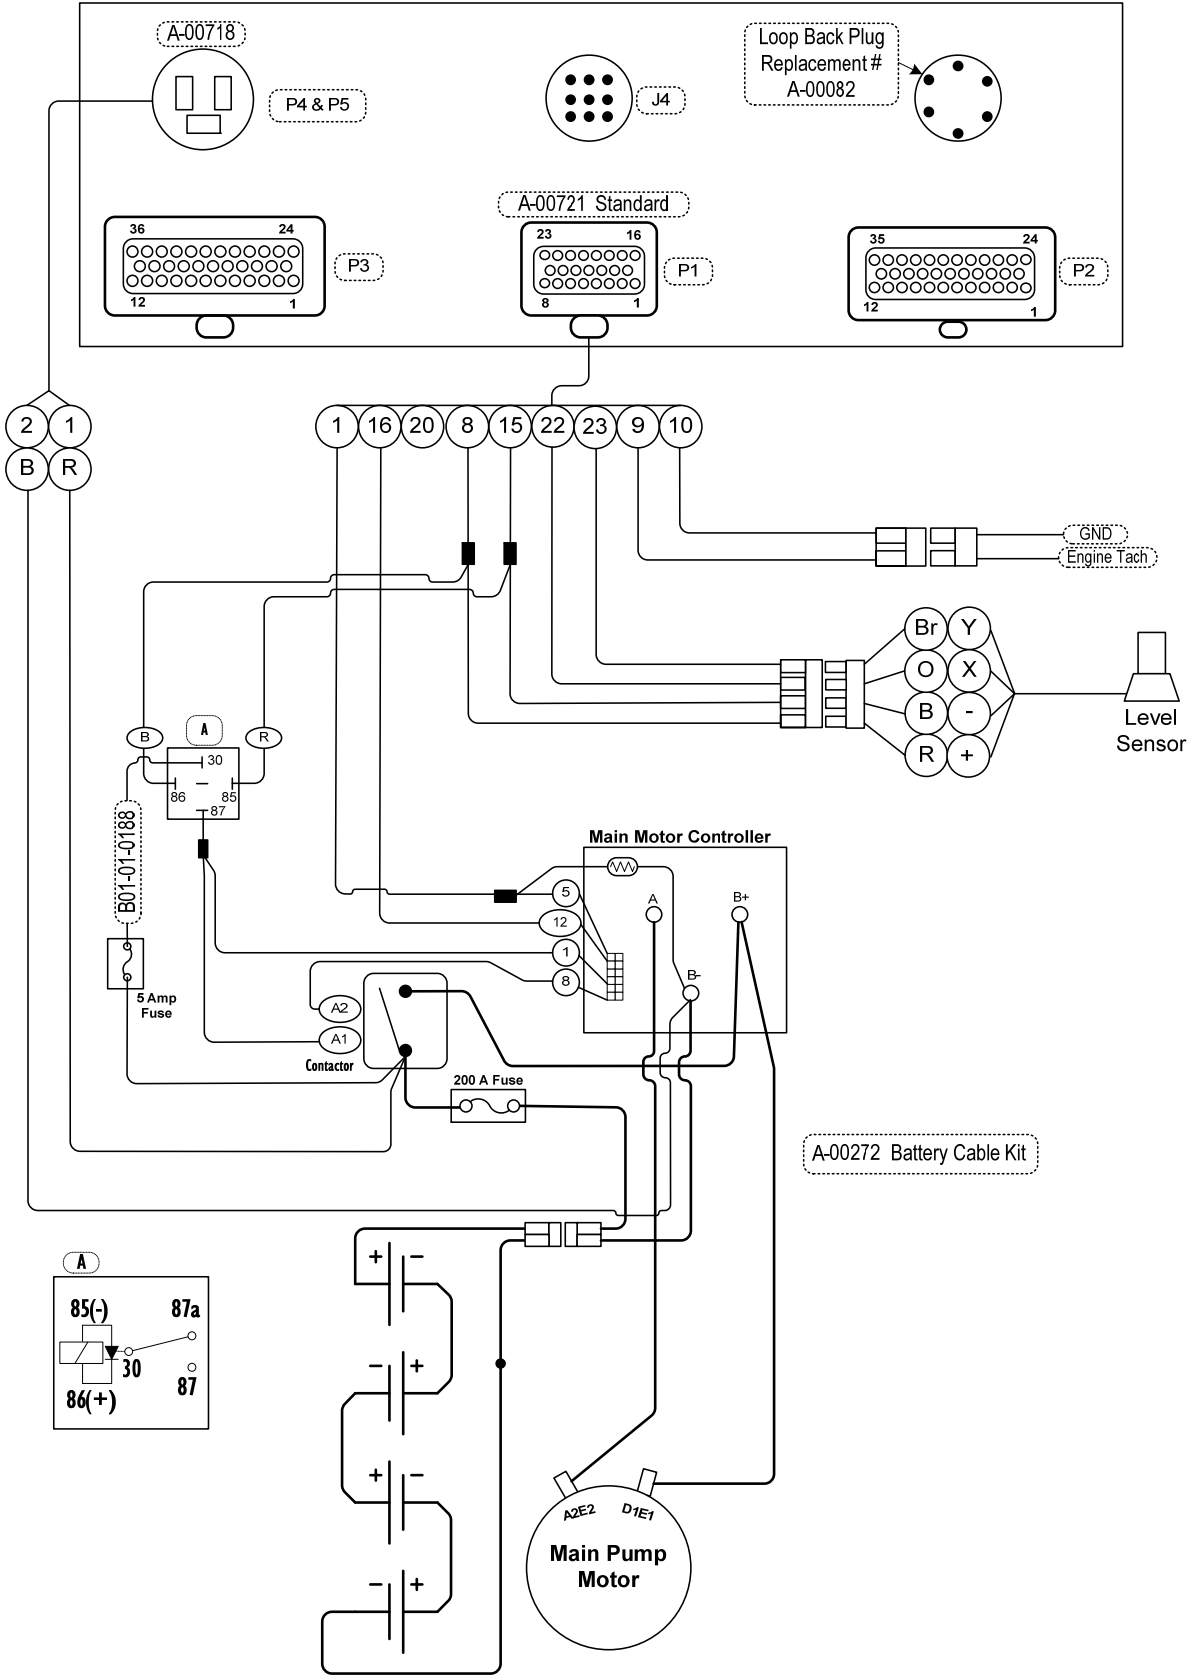 A-00718
P4 & P5
J4
Loop Back Plug
Replacement #
A-00082
A-00721 Standard
36
24
12
1
P3
23
16
8
1
P1
35
24
12
1
P2
2
1
B
R
1
16
20
8
15
22
23
9
10
GND
Engine Tach
Br
Y
O
X
B
-
R
+
Level
Sensor
B
A
R
30
86
85
87
B01-01-0188
5 Amp
Fuse
Main Motor Controller
5
12
1
8
A
B+
B-
A2
A1
Contactor
200 A Fuse
A-00272 Battery Cable Kit
+
-
-
+
+
-
-
+
A
85(-)
87a
30
86(+)
87
A2E2
D1E1
Main Pump
Motor